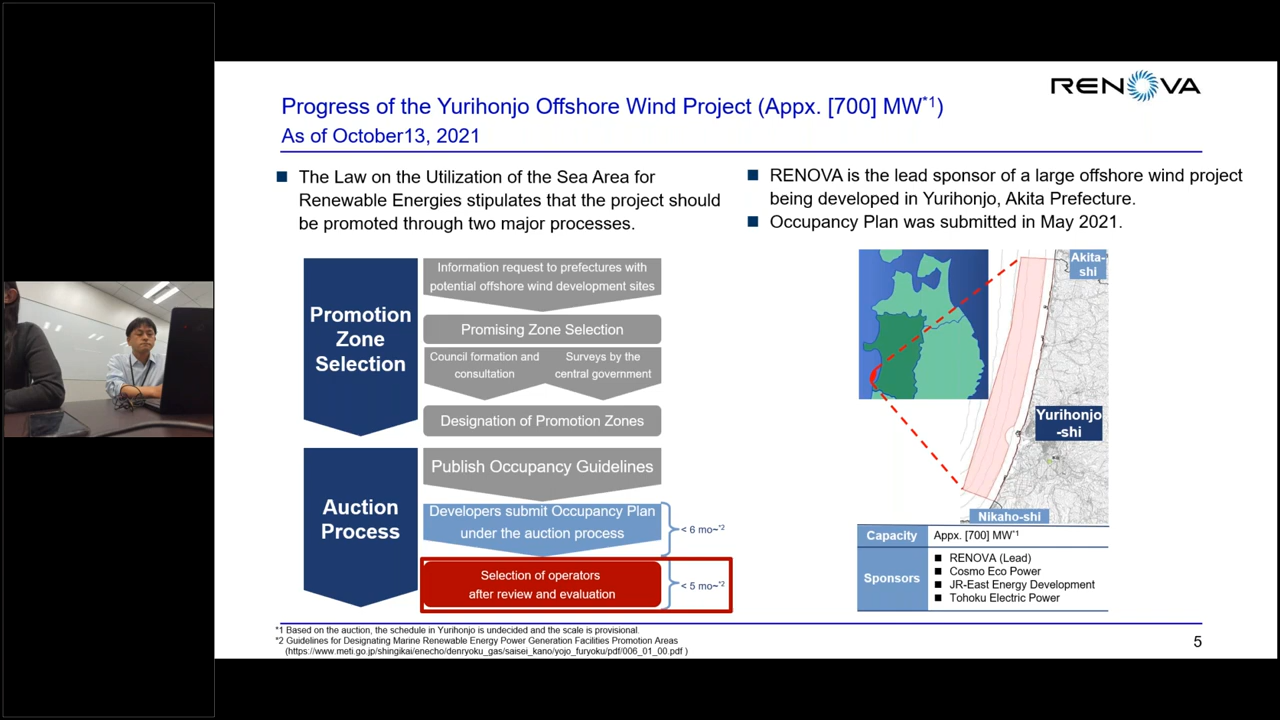 RENOVA
Progress of the Yurihonjo Offshore Wind Project (Appx. [700] MW*1)
As of October13, 2021
The Law on the Utilization of the Sea Area for
Renewable Energies stipulates that the project should
be promoted through two major processes.
Promotion
Zone
Selection
Information request to prefectures with
potential offshore wind development sites
Promising Zone Selection
Council formation and
consultation
Surveys by the
central government
Designation of Promotion Zones
Auction
Process
Publish Occupancy Guidelines
Developers submit Occupancy Plan
under the auction process
< 6 mo~*2
Selection of operators
after review and evaluation
< 5 mo~*2
RENOVA is the lead sponsor of a large offshore wind project
being developed in Yurihonjo, Akita Prefecture.
Occupancy Plan was submitted in May 2021.
Akita-
shi
Yurihonjo
-shi
Nikaho-shi
Capacity
Appx. [700] MW*1
Sponsors
RENOVA (Lead)
Cosmo Eco Power
JR-East Energy Development
Tohoku Electric Power
*1 Based on the auction, the schedule in Yurihonjo is undecided and the scale is provisional.
*2 Guidelines for Designating Marine Renewable Energy Power Generation Facilities Promotion Areas
(https://www.meti.go.jp/shingikai/enecho/denryoku_gas/saisei_kano/yojo_furyoku/pdf/006_01_00.pdf )
5